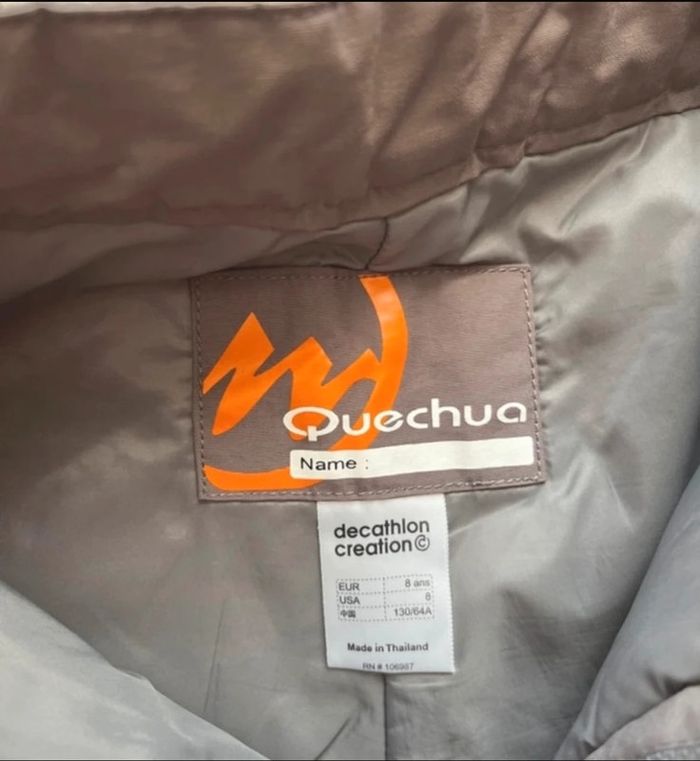 Quechua
Name :
decathlon
creation©
EUR 8 ans
USA 8
中国 130/64A
Made in Thailand
RN # 106987